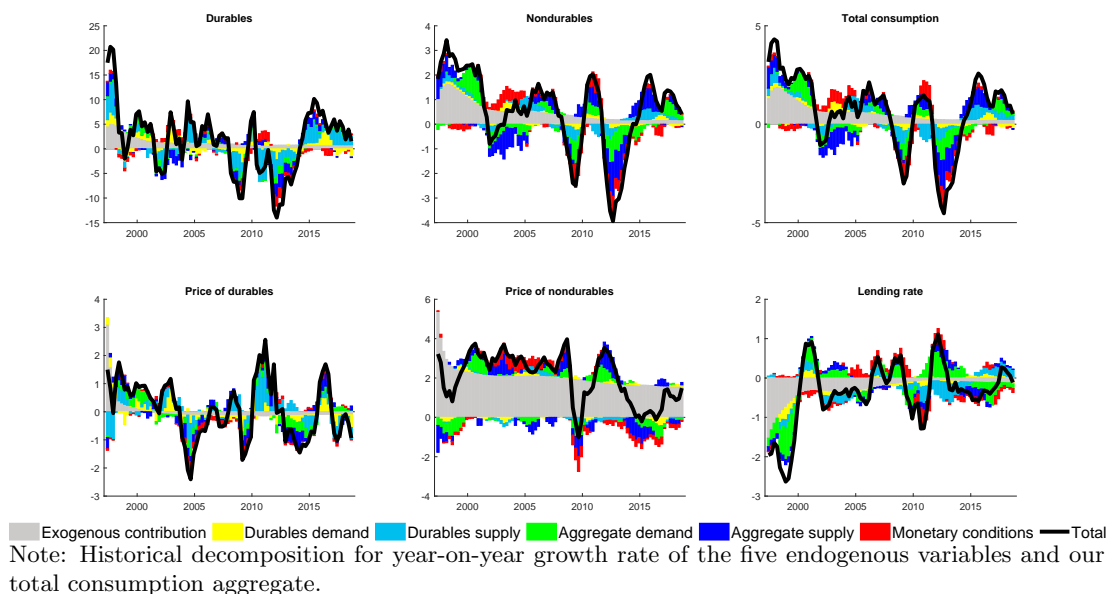 Durables
Nondurables
Total consumption
25
20
15
10
5
0
-5
-10
-15
2000 2005 2010 2015
4
3
2
1
0
-1
-2
-3
-4
2000 2005 2010 2015
5
0
-5
2000 2005 2010 2015
Price of durables
Price of nondurables
Lending rate
4
3
2
1
0
-1
-2
-3
2000 2005 2010 2015
6
4
2
0
-2
-4
2000 2005 2010 2015
2
1
0
-1
-2
-3
2000 2005 2010 2015
Exogenous contribution Durables demand Durables supply Aggregate demand Aggregate supply Monetary conditions Total
Note: Historical decomposition for year-on-year growth rate of the five endogenous variables and our
total consumption aggregate.